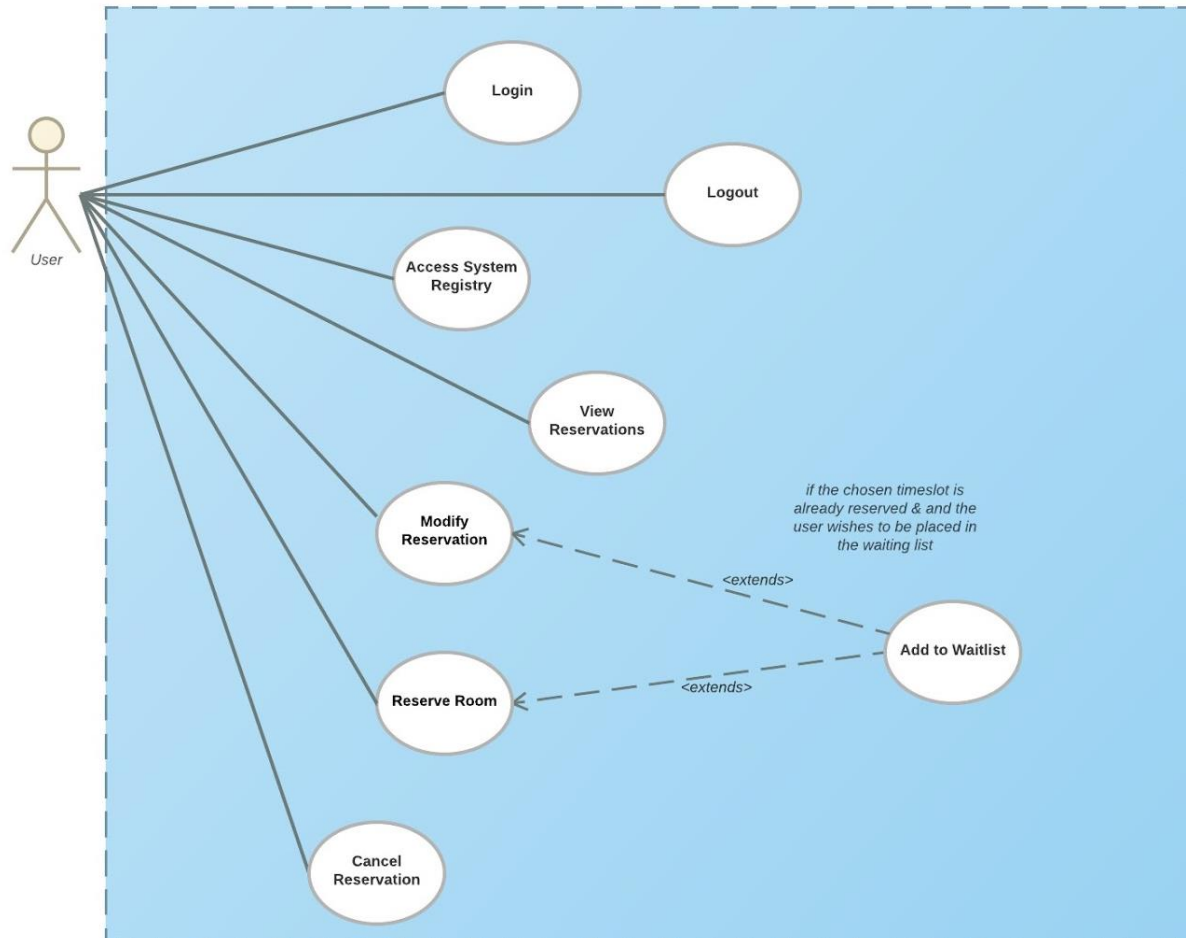 Login
Logout
User
Access System
Registry
View
Reservations
if the chosen timeslot is
already reserved & and the
user wishes to be placed in
the waiting list
Modify
Reservation
<extends>
Add to Waitlist
<extends>
Reserve Room
Cancel
Reservation